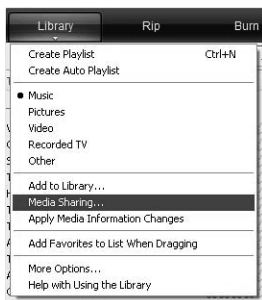 Library Rip Burn
Create Playlist Ctrl+N
Create Auto Playlist
Music
Pictures
Video
Recorded TV
Other
Add to Library...
Media Sharing...
Apply Media Information Changes
Add Favorites to List When Dragging
More Options...
Help with Using the Library